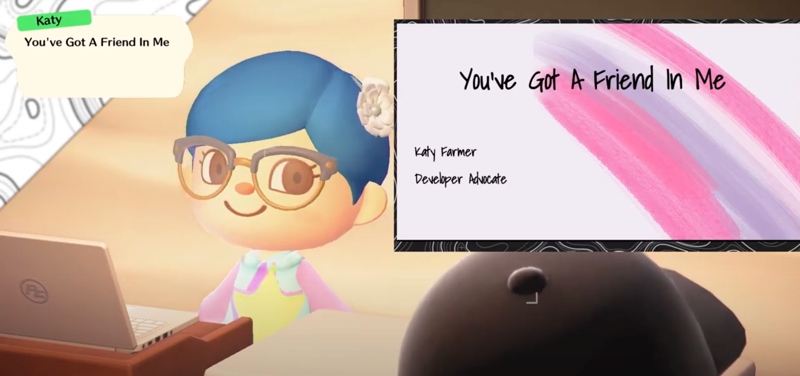 Katy
You've Got A Friend In Me
You've Got A Friend In Me
Katy Farmer
Developer Advocate